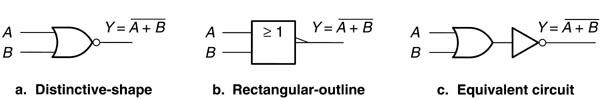 A
B
Y = A̅ ̅+̅ ̅B̅
A
B
≥ 1
Y = A̅ ̅+̅ ̅B̅
A
B
Y = A̅ ̅+̅ ̅B̅
a. Distinctive-shape
b. Rectangular-outline
c. Equivalent circuit